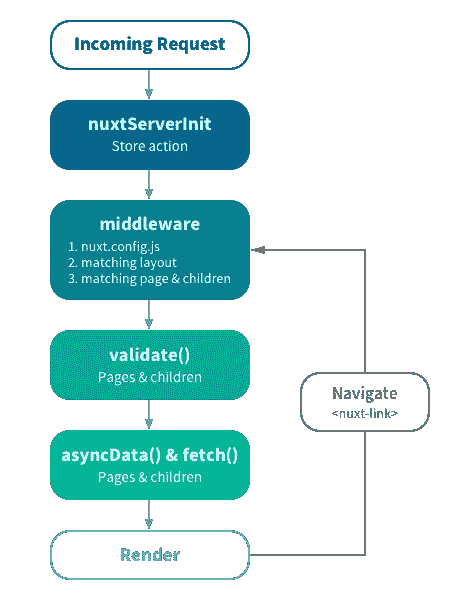 Incoming Request
nuxtServerInit
Store action
middleware
1. nuxt.config.js
2. matching layout
3. matching page & children
validate()
Pages & children
asyncData() & fetch()
Pages & children
Render
Navigate
<nuxt-link>